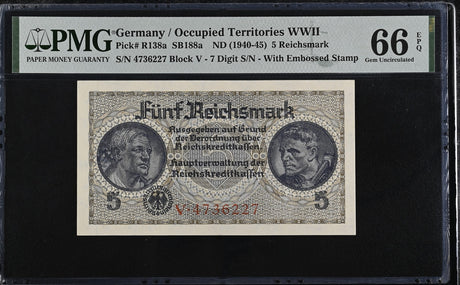 PMG
PAPER MONEY GUARANTY
Germany / Occupied Territories WWII
Pick# R138a SB188a ND (1940-45) 5 Reichsmark
S/N 4736227 Block V - 7 Digit S/N - With Embossed Stamp
66 EPQ
Gem Uncirculated
Fünf Reichsmark
Ausgegeben auf Grund
der Verordnung über
Reichskreditkassen.
Hauptverwaltung der
Reichskreditkassen
5 5
V·4736227